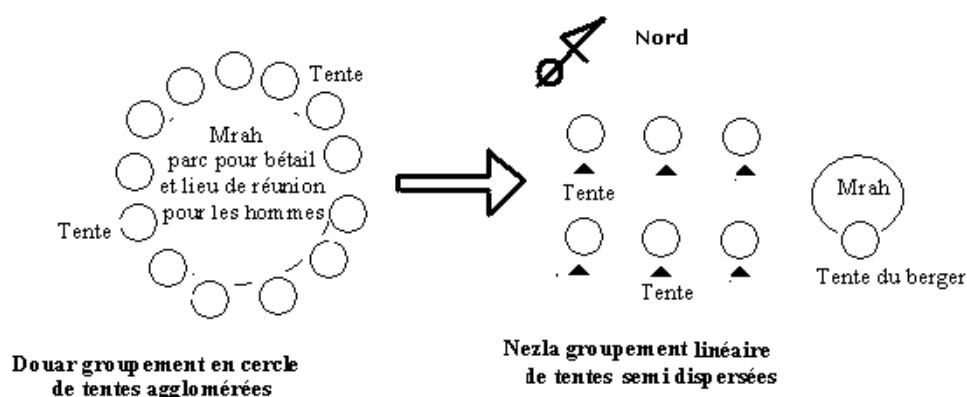 Tente
Mrah
parc pour bétail
et lieu de réunion
pour les hommes
Tente
Douar groupement en cercle
de tentes agglomérées
Nord
Tente
Mrah
Tente
Tente du berger
Nezla groupement linéaire
de tentes semi dispersées